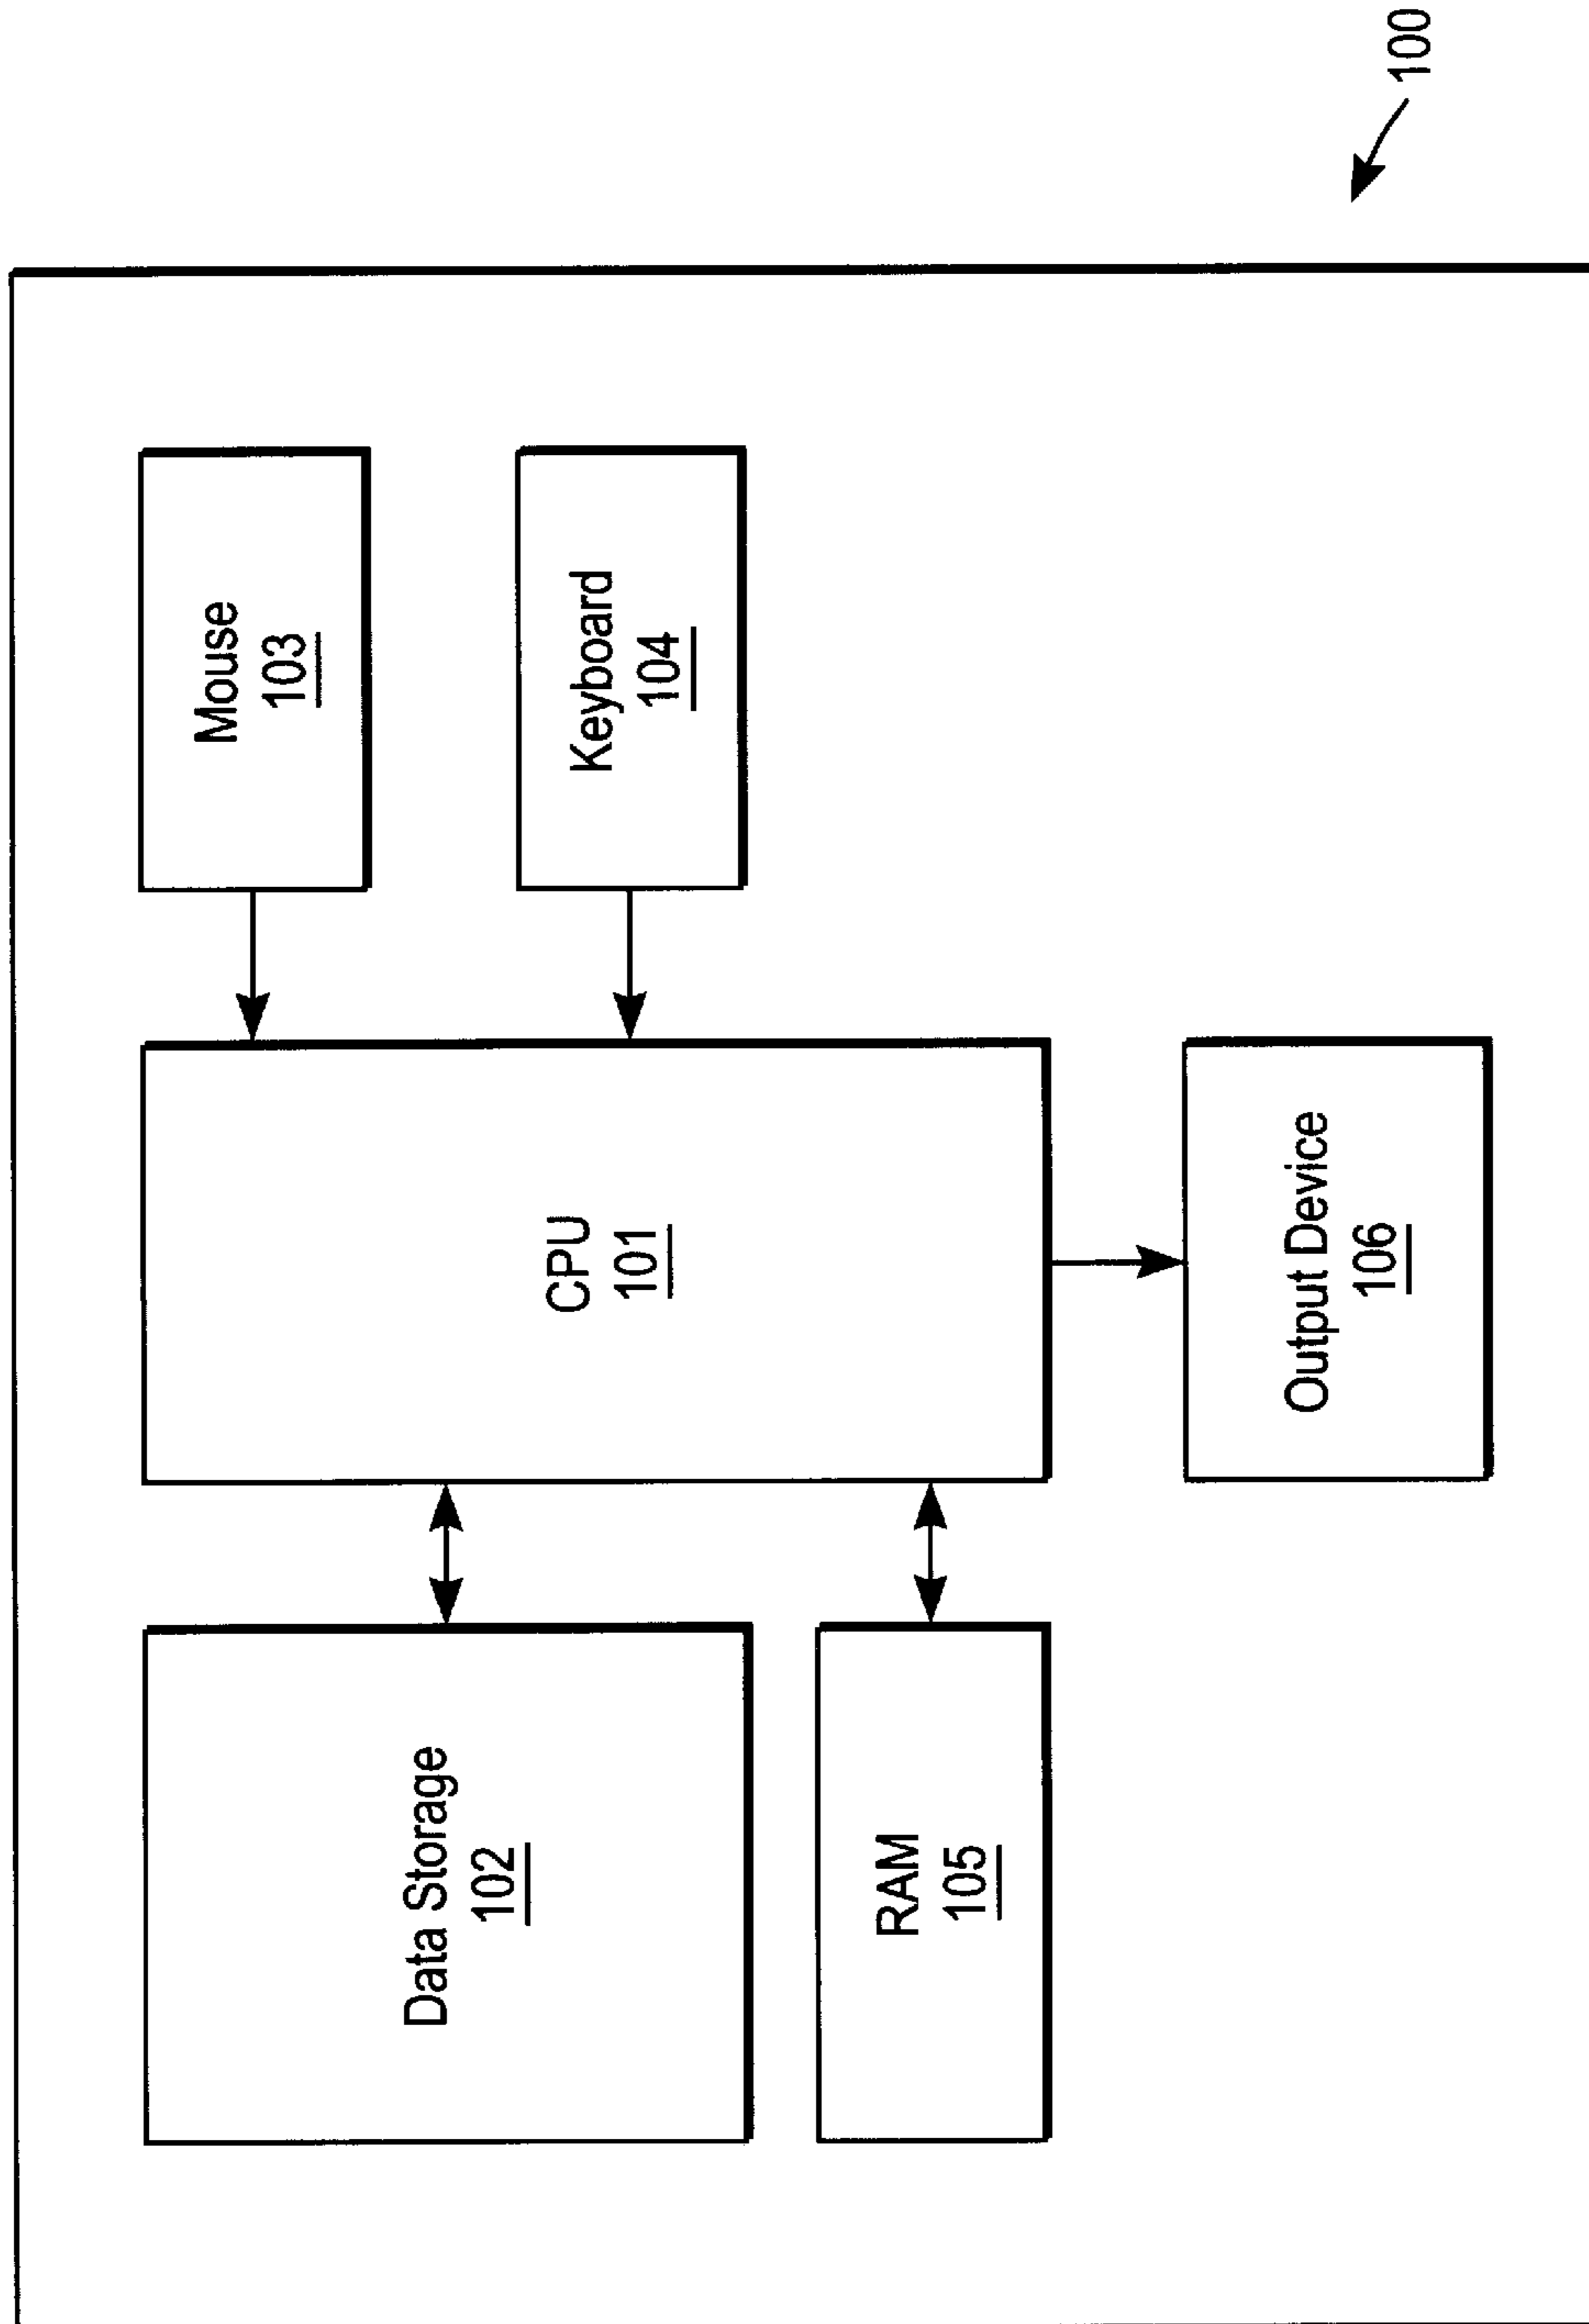 Data Storage
102
RAM
105
CPU
101
Output Device
106
Mouse
103
Keyboard
104
100